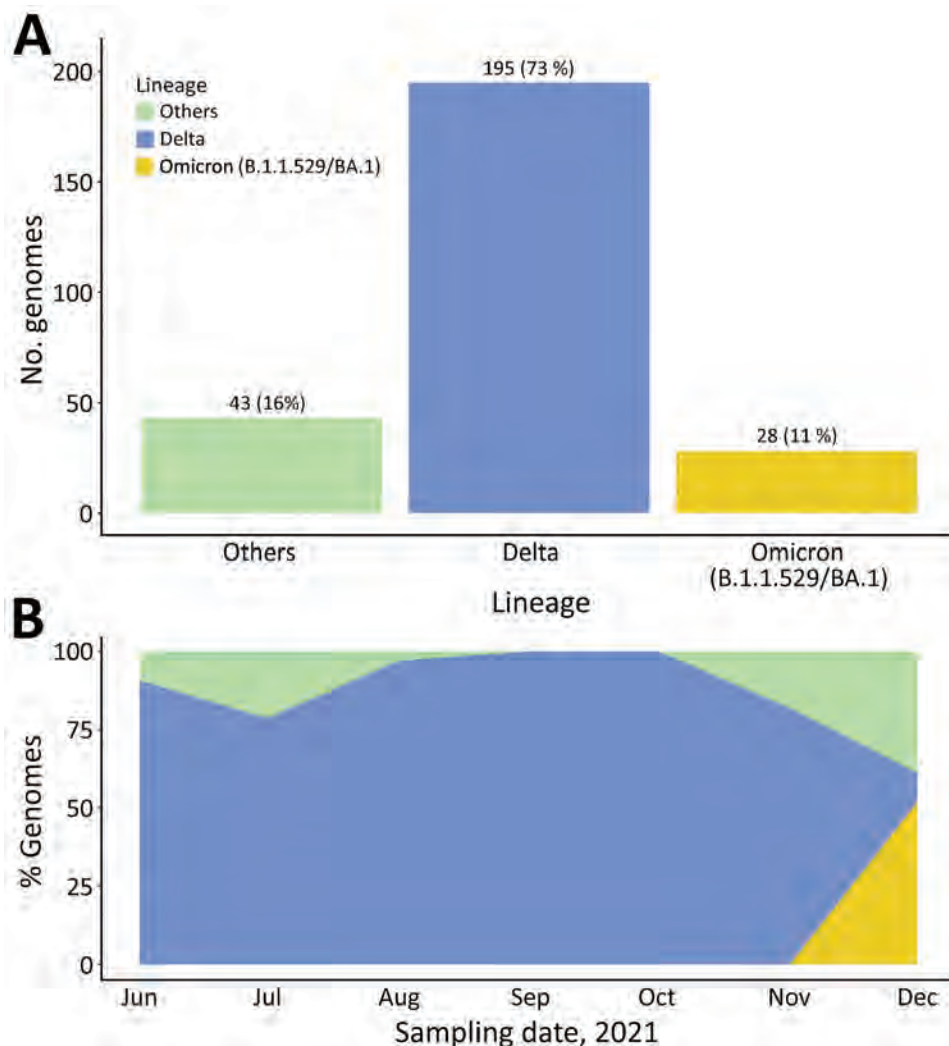 A
200
150
100
50
0
No. genomes
Lineage
Others
Delta
Omicron (B.1.1.529/BA.1)
43 (16%)
195 (73 %)
28 (11 %)
Others
Delta
Omicron
(B.1.1.529/BA.1)
Lineage
B
100
75
50
25
0
% Genomes
Jun Jul Aug Sep Oct Nov Dec
Sampling date, 2021